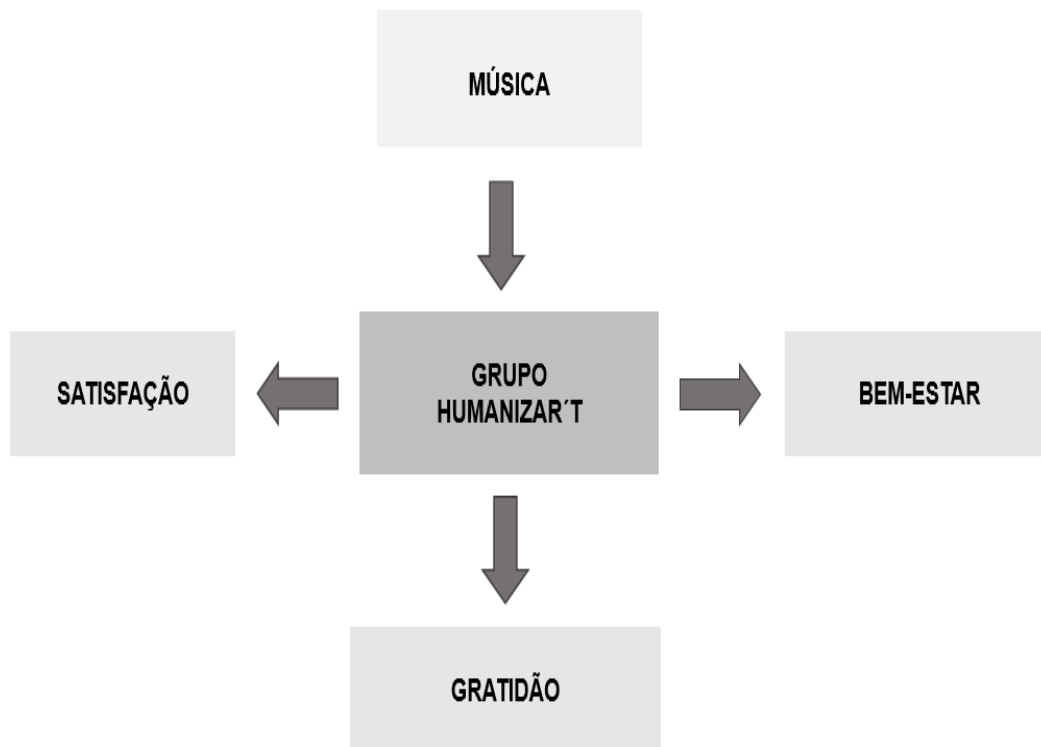 MÚSICA
SATISFAÇÃO
GRUPO
HUMANIZAR´T
BEM-ESTAR
GRATIDÃO